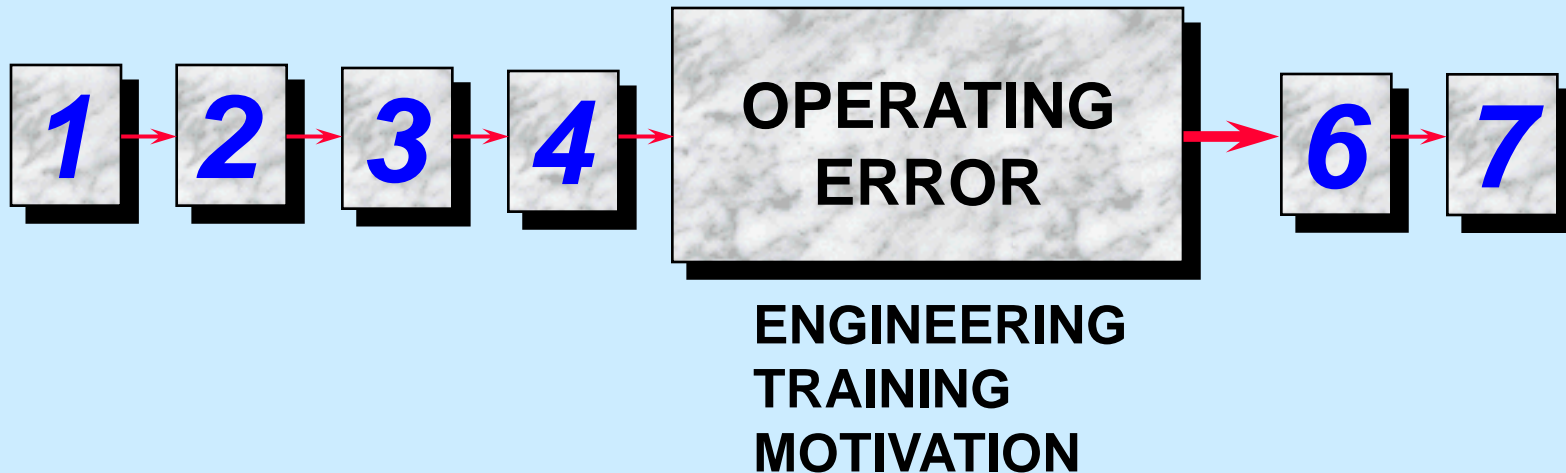 1 2 3 4 OPERATING ERROR 6 7
ENGINEERING
TRAINING
MOTIVATION